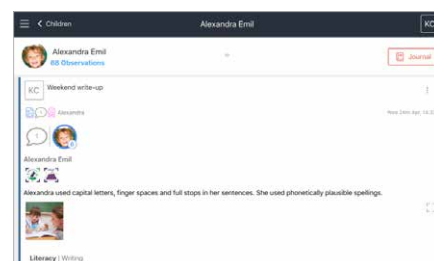 Children
Alexandra Emil
KC
Alexandra Emil
68 Observations
Journal
KC
Weekend write-up
Alexandra
Alexandra Emil
Alexandra used capital letters, finger spaces and full stops in her sentences. She used phonetically plausible spellings.
Literacy | Writing